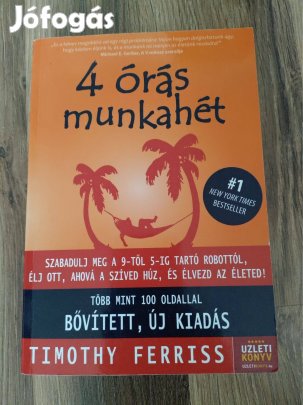 Jófogás
4 órás
munkahét
#1
NEW YORK TIMES
BESTSELLER
SZABADULJ MEG A 9-TŐL 5-IG TARTÓ ROBOTTÓL,
ÉLJ OTT, AHOVÁ A SZÍVED HÚZ, ÉS ÉLVEZD AZ ÉLETED!
TÖBB MINT 100 OLDALLAL
BŐVÍTETT, ÚJ KIADÁS
TIMOTHY FERRISS
ÜZLETI
KÖNYV